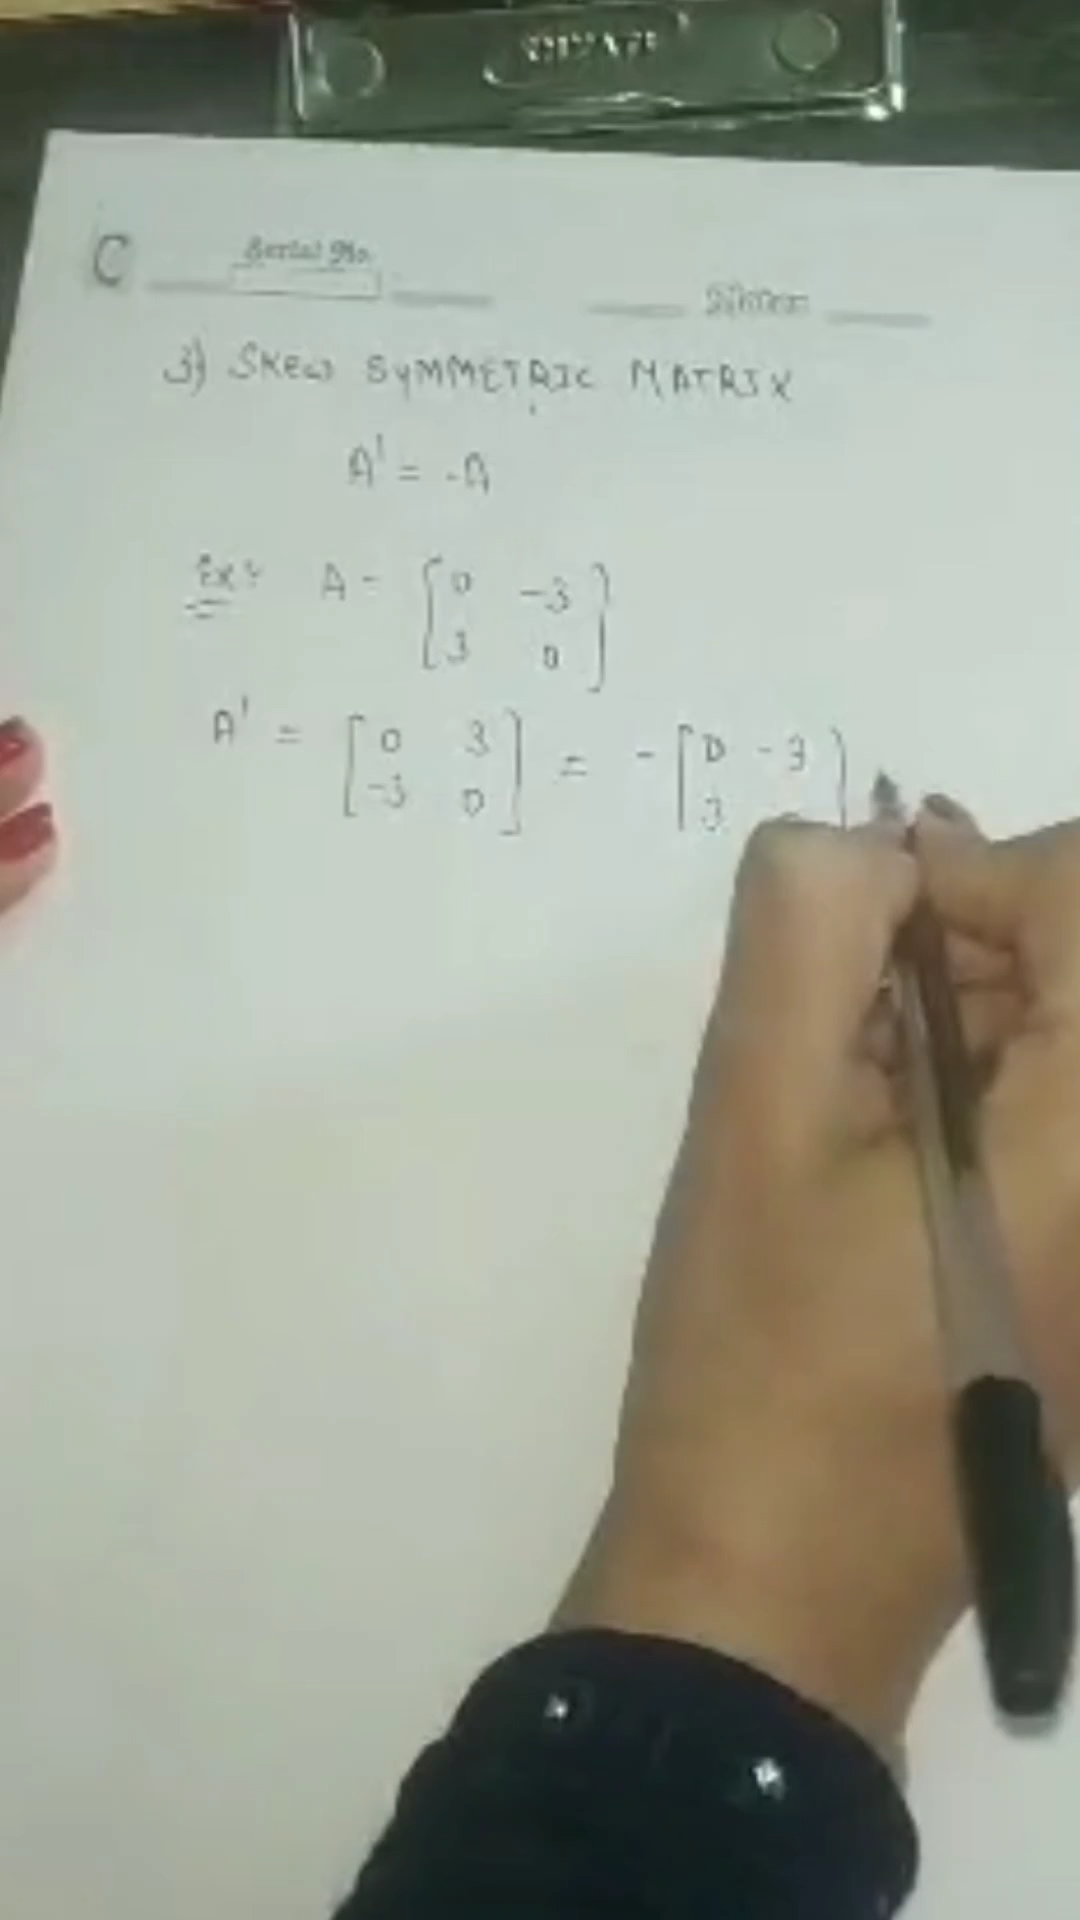 C
Serial No.
3) SKEW SYMMETRIC MATRIX
A' = -A
Ex: A = [0 -3
3 0]
A' = [0 3 = -[0 -3
-3 0] 3